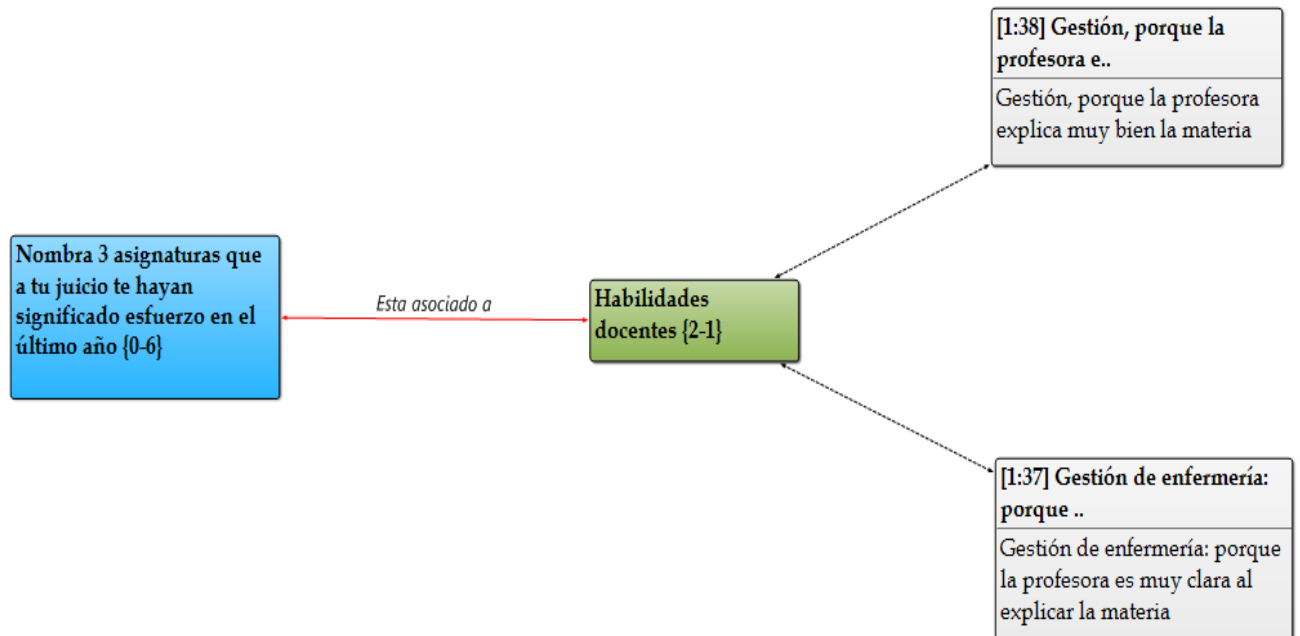 [1:38] Gestión, porque la
profesora e..
Gestión, porque la profesora
explica muy bien la materia
Nombra 3 asignaturas que
a tu juicio te hayan
significado esfuerzo en el
último año {0-6}
Esta asociado a
Habilidades
docentes {2-1}
[1:37] Gestión de enfermería:
porque ..
Gestión de enfermería: porque
la profesora es muy clara al
explicar la materia